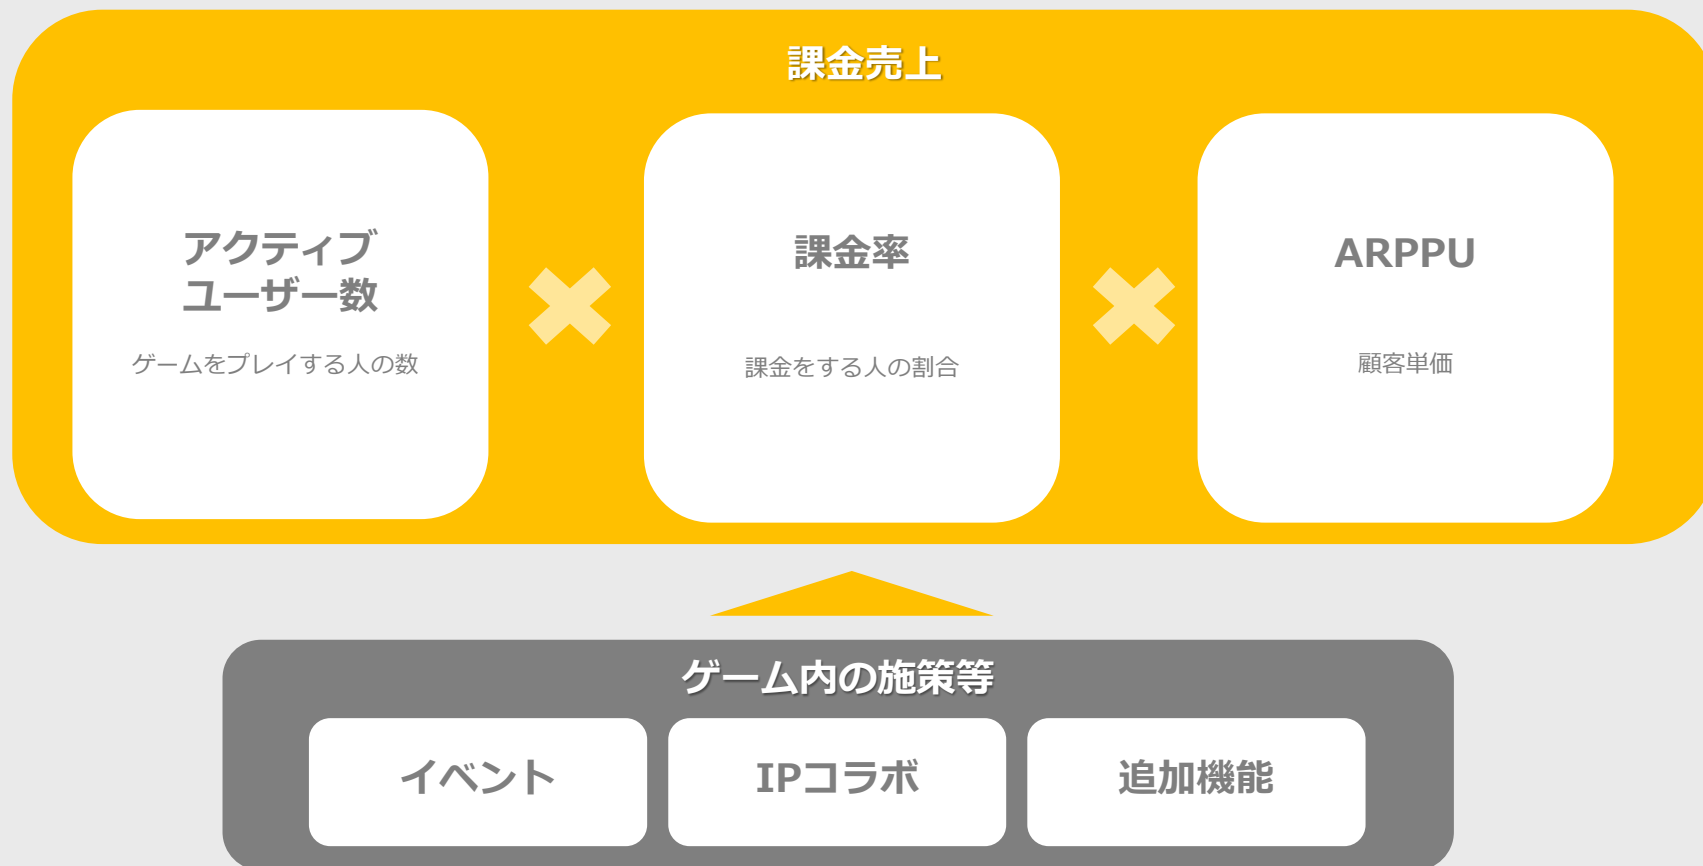 課金売上
アクティブ
ユーザー数
ゲームをプレイする人の数
課金率
課金をする人の割合
ARPPU
顧客単価
ゲーム内の施策等
イベント
IPコラボ
追加機能